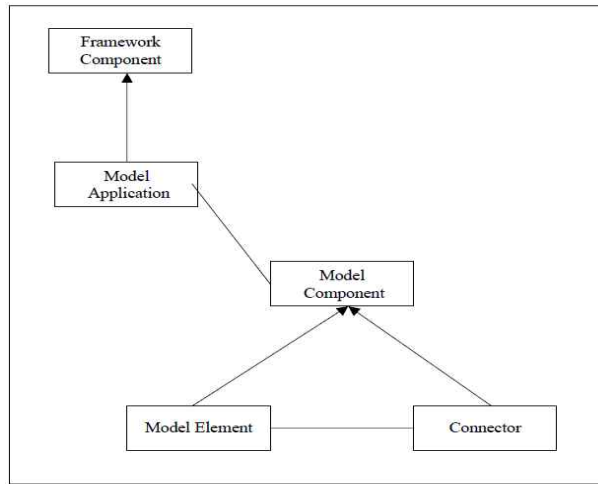 Framework
Component
Model
Application
Model
Component
Model Element
Connector